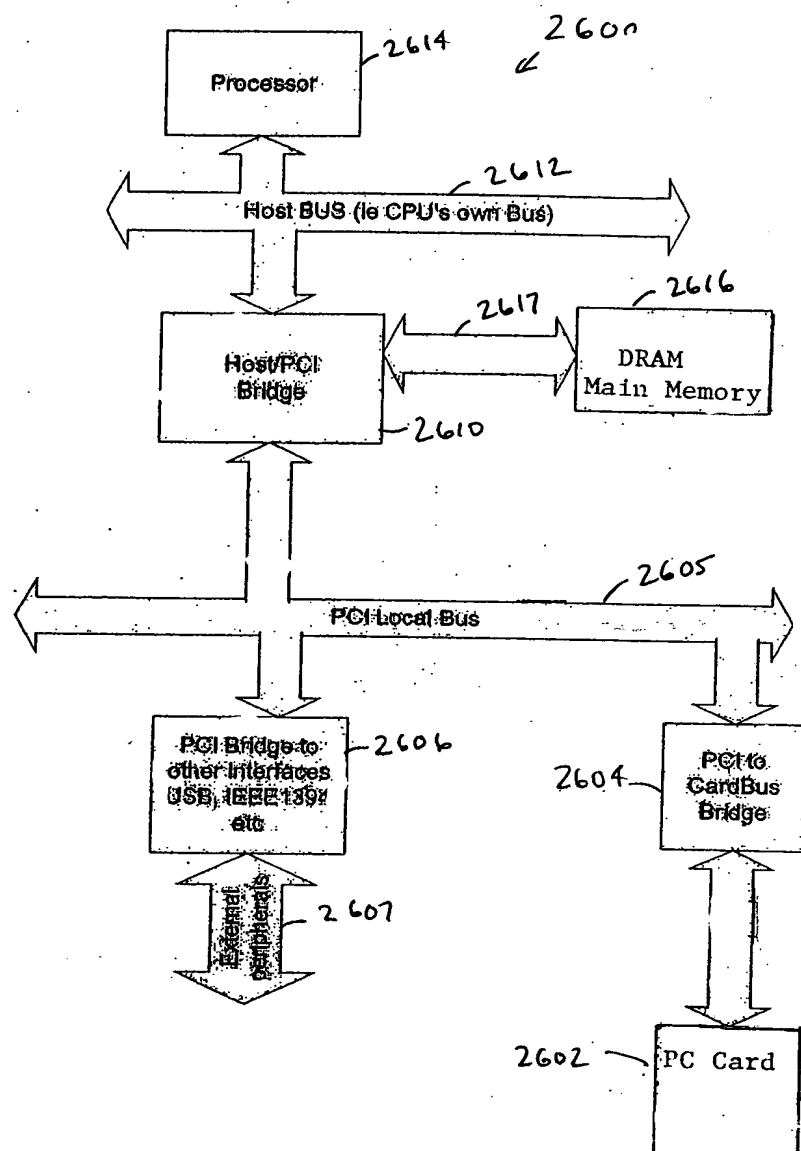 2600
2614
Processor
2612
Host BUS (ie CPU's own Bus)
2617
2616
Host/PCI
Bridge
DRAM
Main Memory
2610
2605
PCI Local Bus
PCI Bridge to
other Interfaces
USB, IEEE139
etc
2606
2604
PCI to
CardBus
Bridge
External
peripherals
2607
2602
PC Card